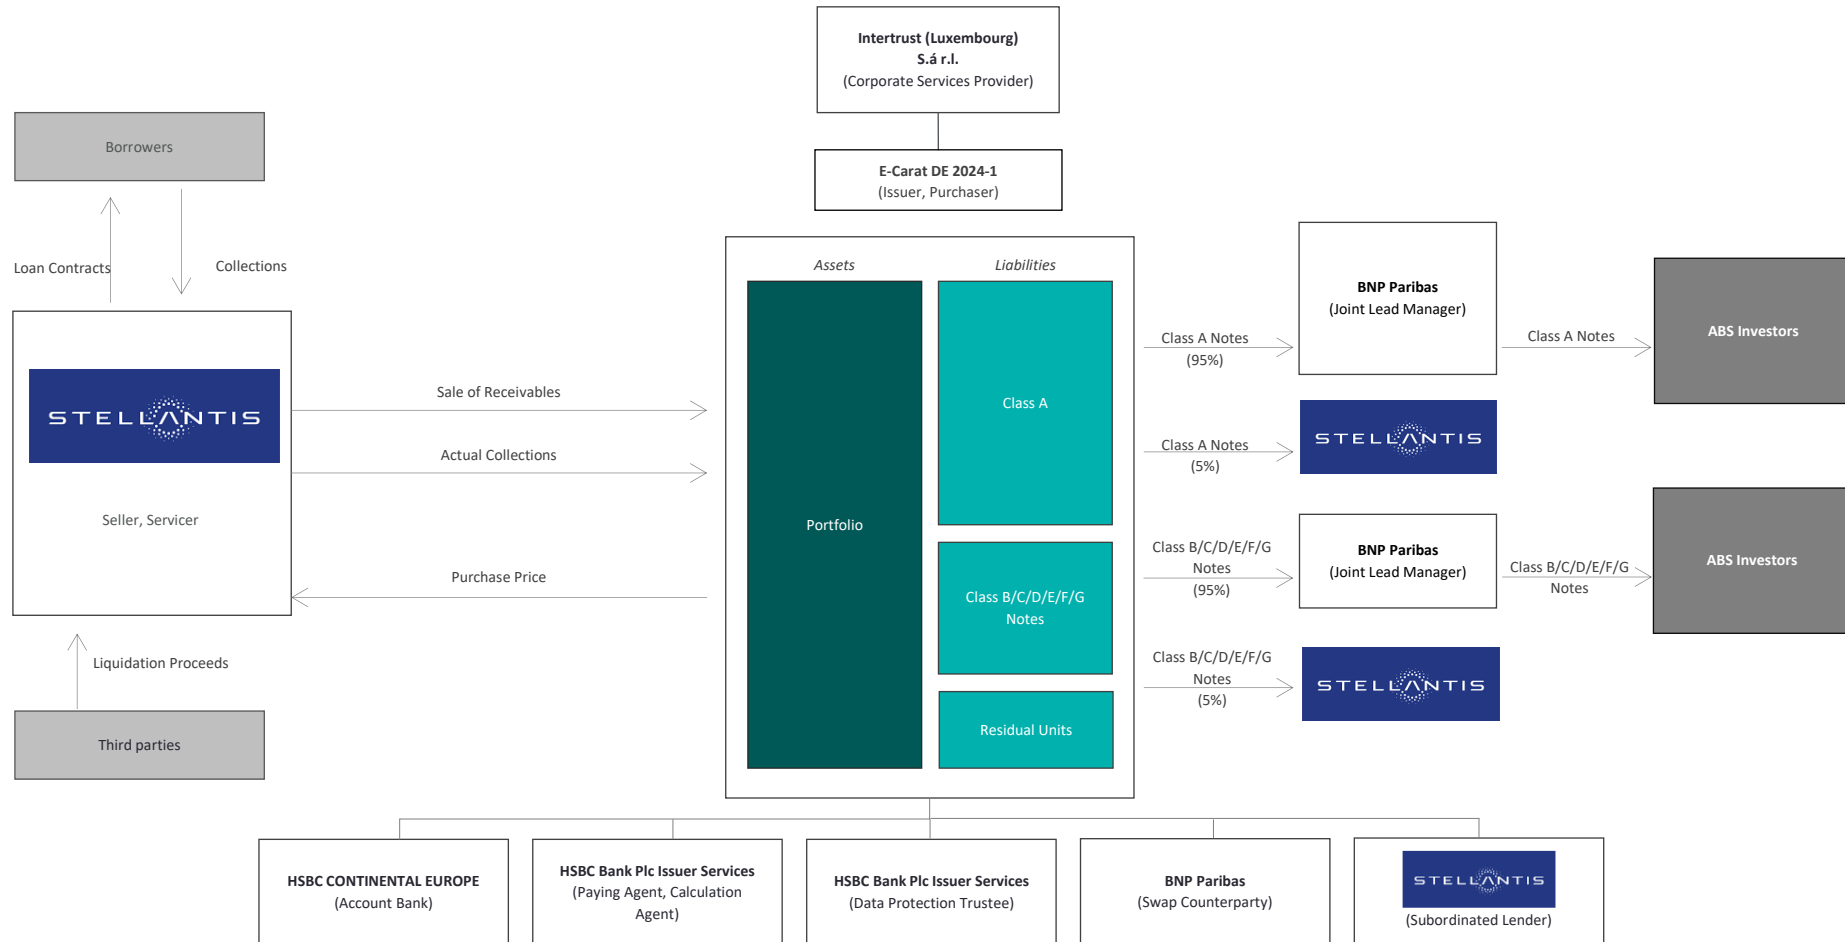 Intertrust (Luxembourg)
S.á r.l.
(Corporate Services Provider)
Borrowers
E-Carat DE 2024-1
(Issuer, Purchaser)
Loan Contracts
Collections
Assets
Liabilities
STELLANTIS
Seller, Servicer
Sale of Receivables
Actual Collections
Purchase Price
Portfolio
Class A
Class B/C/D/E/F/G
Notes
Residual Units
Class A Notes
(95%)
BNP Paribas
(Joint Lead Manager)
Class A Notes
ABS Investors
Class A Notes
(5%)
STELLANTIS
Class B/C/D/E/F/G
Notes
(95%)
BNP Paribas
(Joint Lead Manager)
Class B/C/D/E/F/G
Notes
ABS Investors
Class B/C/D/E/F/G
Notes
(5%)
STELLANTIS
Liquidation Proceeds
Third parties
HSBC CONTINENTAL EUROPE
(Account Bank)
HSBC Bank Plc Issuer Services
(Paying Agent, Calculation
Agent)
HSBC Bank Plc Issuer Services
(Data Protection Trustee)
BNP Paribas
(Swap Counterparty)
STELLANTIS
(Subordinated Lender)